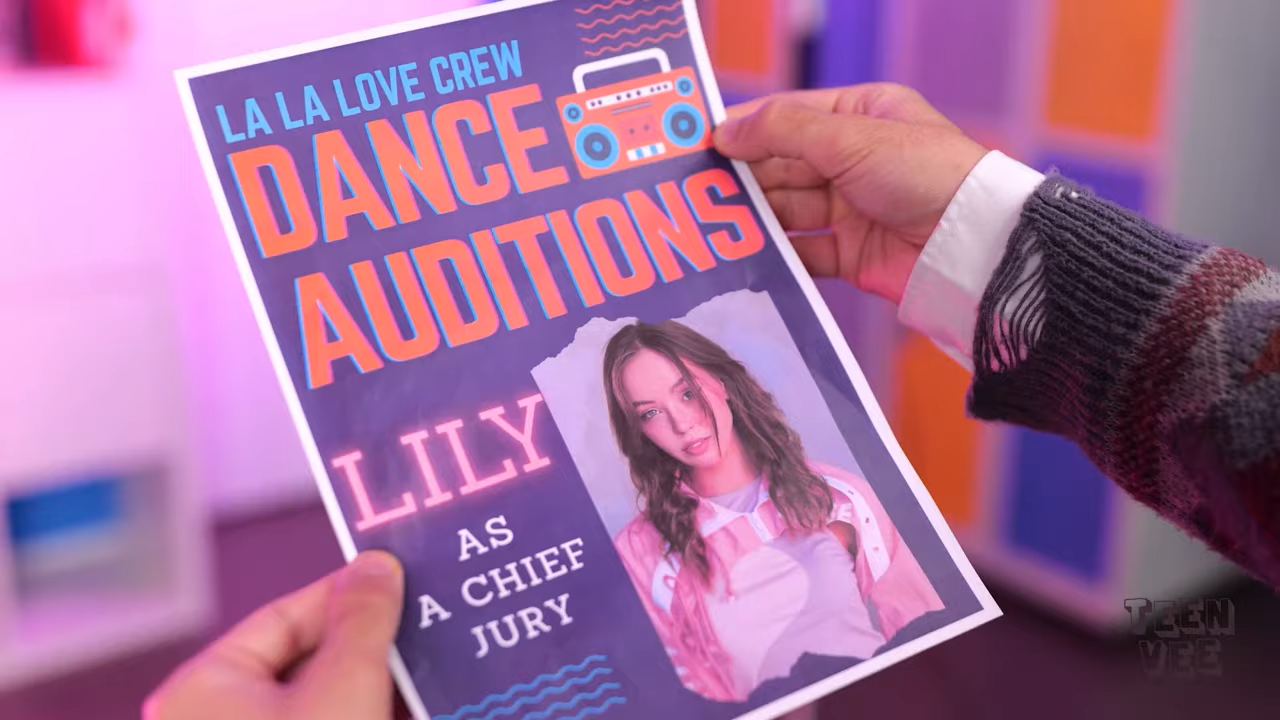 LA LA LOVE CREW
DANCE
AUDITIONS
LILY
AS
A CHIEF
JURY
TEEN
VEE